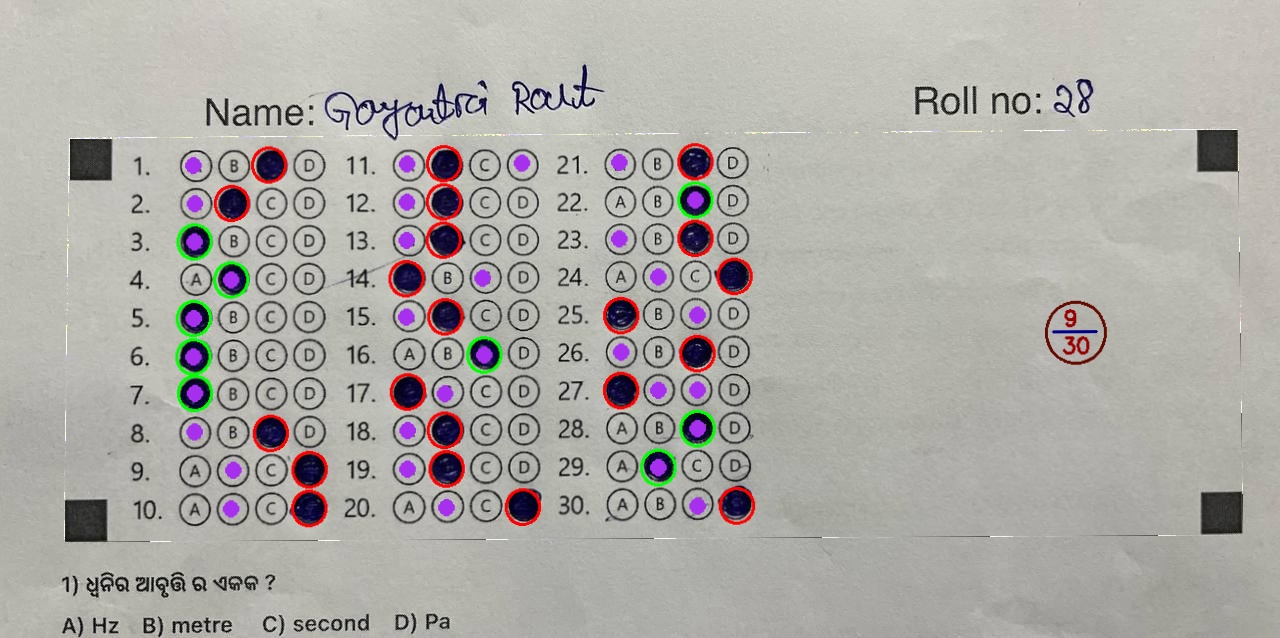 Name: Gayatri Rout Roll no: 28
1. B D 11. C 21. B D
2. C D 12. C D 22. A B D
3. B C D 13. C D 23. B D
4. A C D 14. B D 24. A C
5. B C D 15. C D 25. B D
6. B C D 16. A B D 26. B D
7. B C D 17. C D 27. D
8. B D 18. C D 28. A B D
9. A C 19. C D 29. A C D
10. A C 20. A C 30. A B
9
30
1) ଧ୍ୱନିର ଆବୃତ୍ତି ର ଏକକ ?
A) Hz B) metre C) second D) Pa